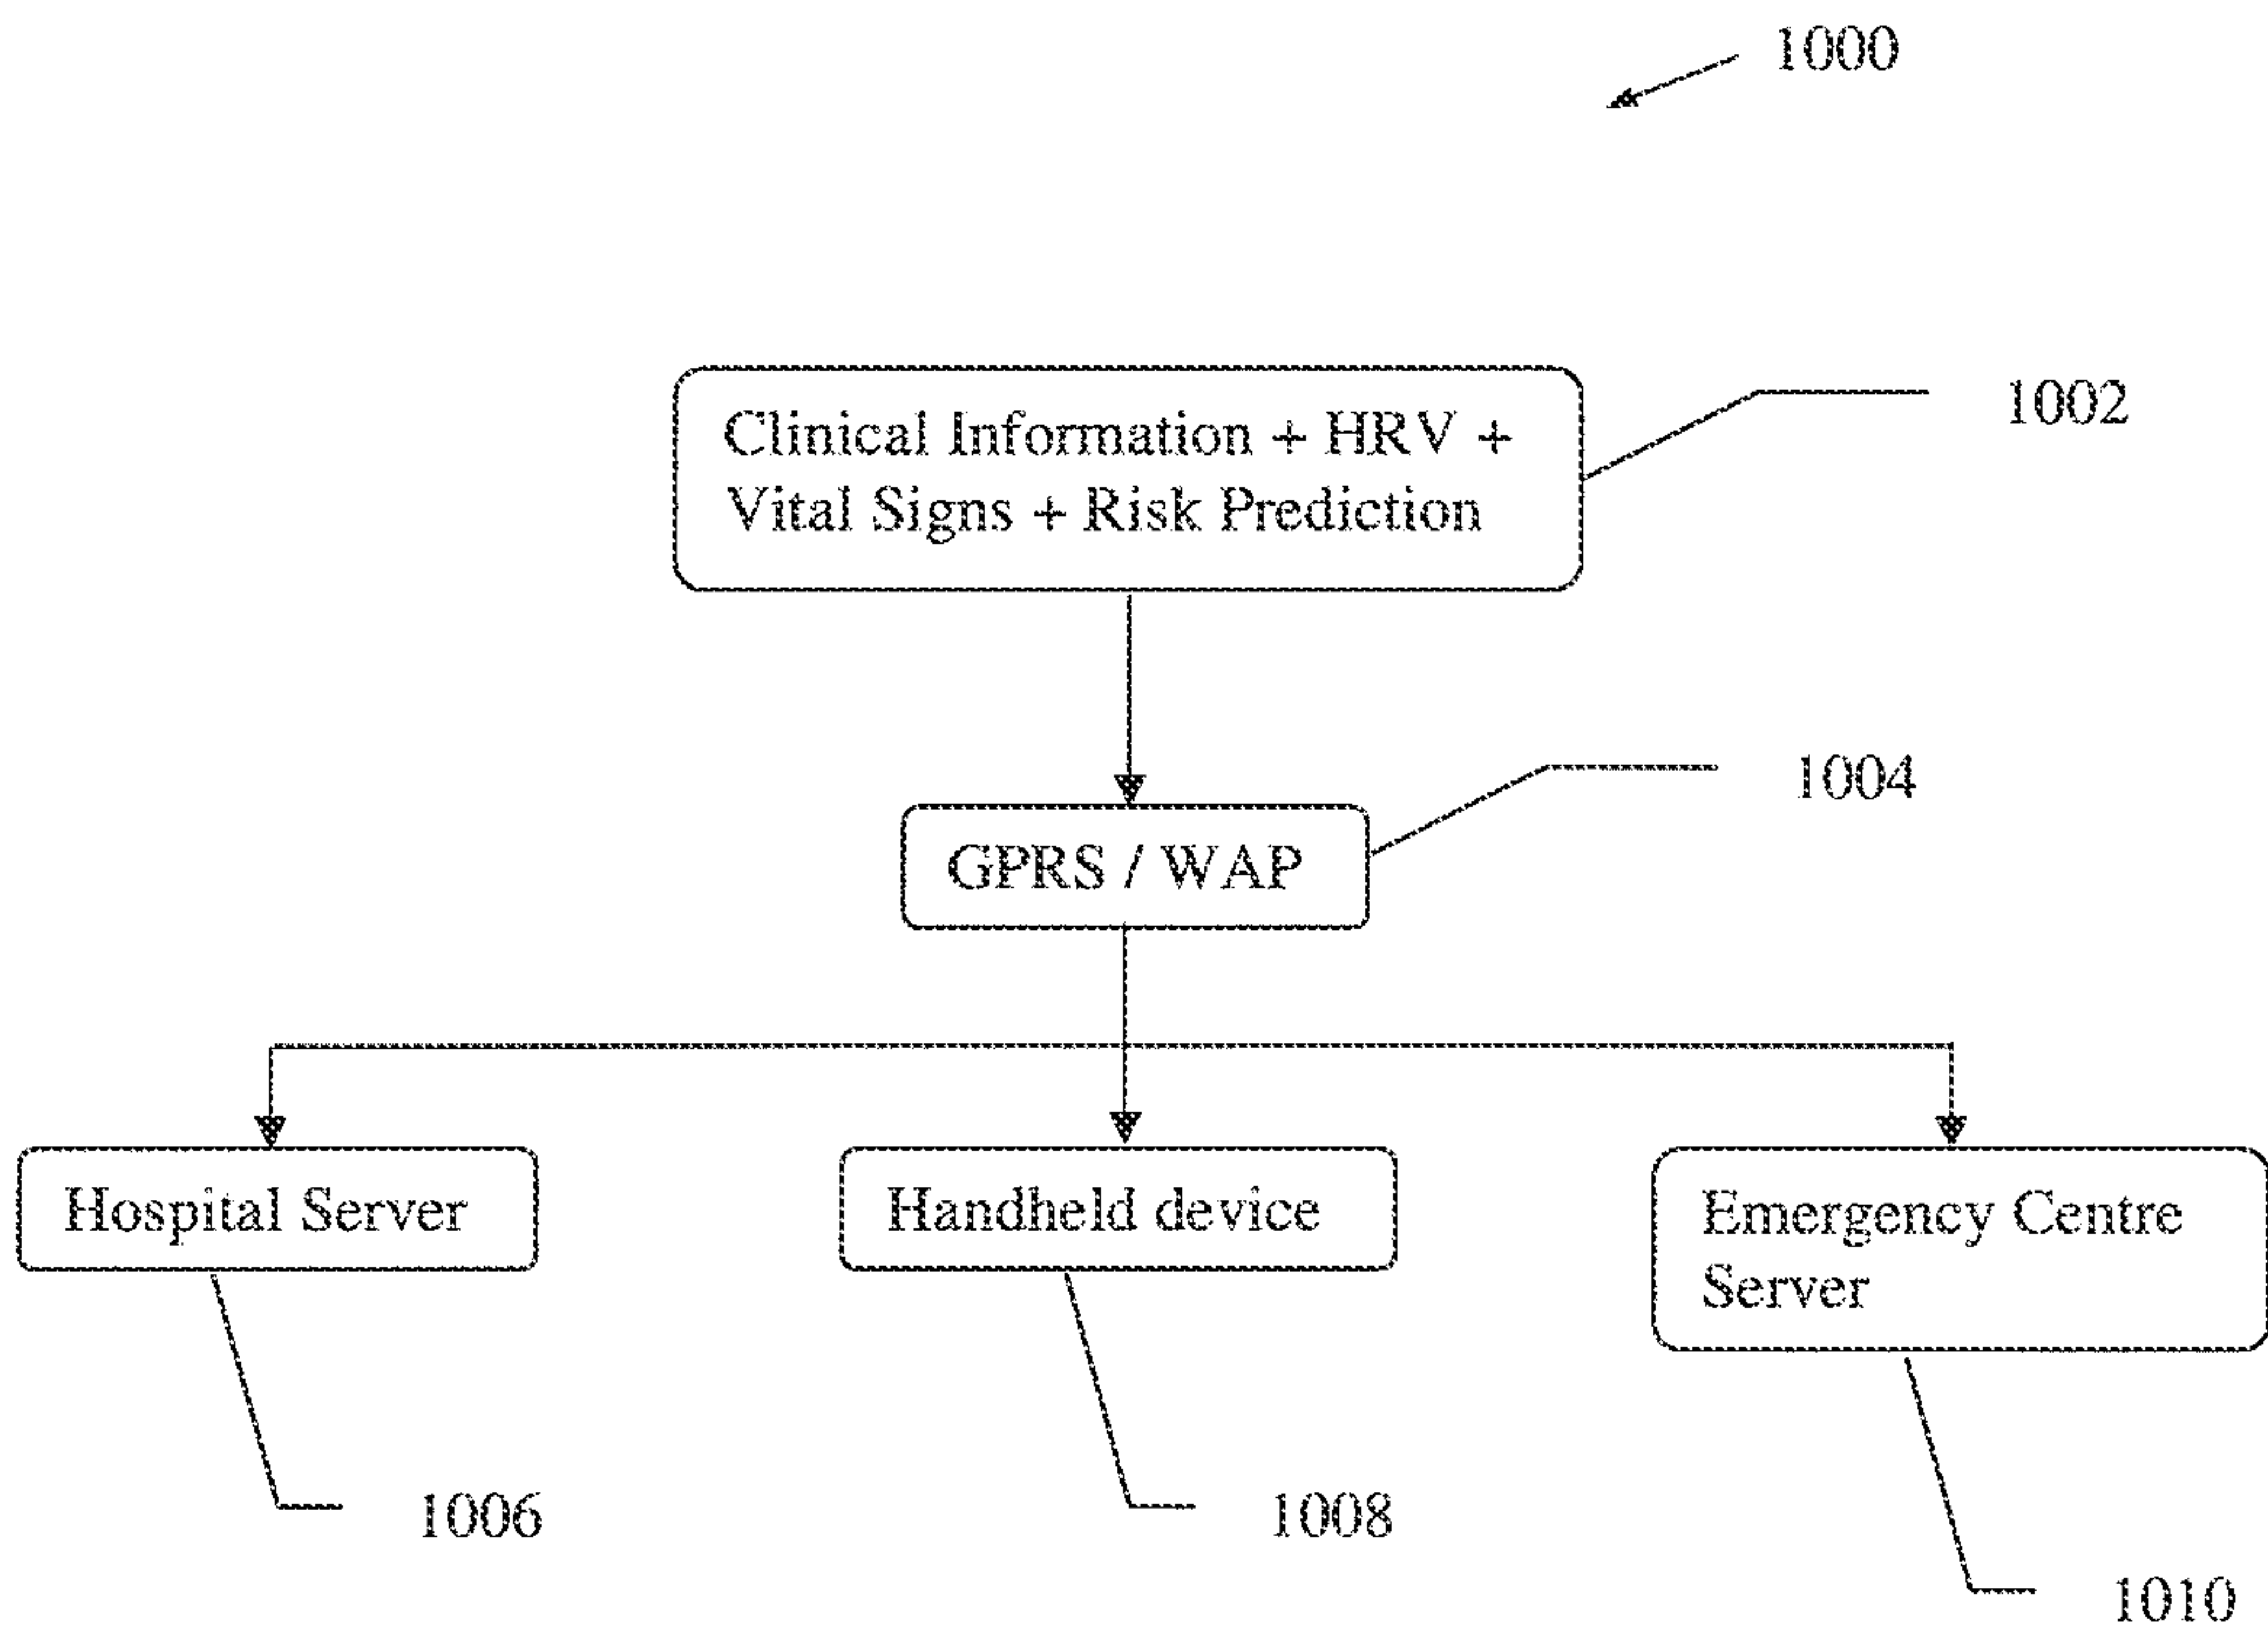 1000
Clinical Information + HRV +
Vital Signs + Risk Prediction
1002
GPRS / WAP
1004
Hospital Server
Handheld device
Emergency Centre
Server
1006
1008
1010